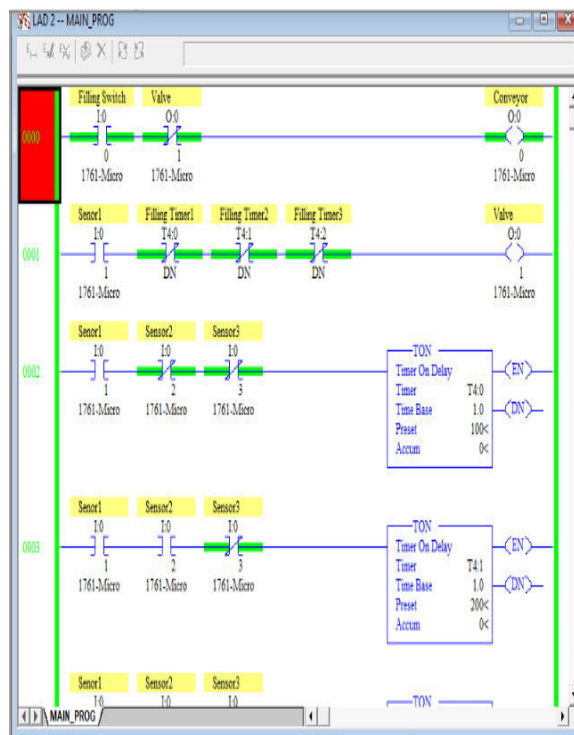 LAD 2 -- MAIN_PROG
Filling Switch Valve Conveyor
I:0 O:0 O:0
0000
0 1 0
1761-Micro 1761-Micro 1761-Micro
Senor1 Filling Timer1 Filling Timer2 Filling Timer3 Valve
I:0 T4:0 T4:1 T4:2 O:0
0001
1 DN DN DN 1
1761-Micro 1761-Micro
Senor1 Sensor2 Sensor3
I:0 I:0 I:0 TON
0002 Timer On Delay (EN)
1 2 3 Timer T4:0
1761-Micro 1761-Micro 1761-Micro Time Base 1.0 (DN)
Preset 100<
Accum 0<
Senor1 Sensor2 Sensor3
I:0 I:0 I:0 TON
0003 Timer On Delay (EN)
1 2 3 Timer T4:1
1761-Micro 1761-Micro 1761-Micro Time Base 1.0 (DN)
Preset 200<
Accum 0<
Senor1 Sensor2 Sensor3
I:0 I:0 I:0 TON
MAIN_PROG